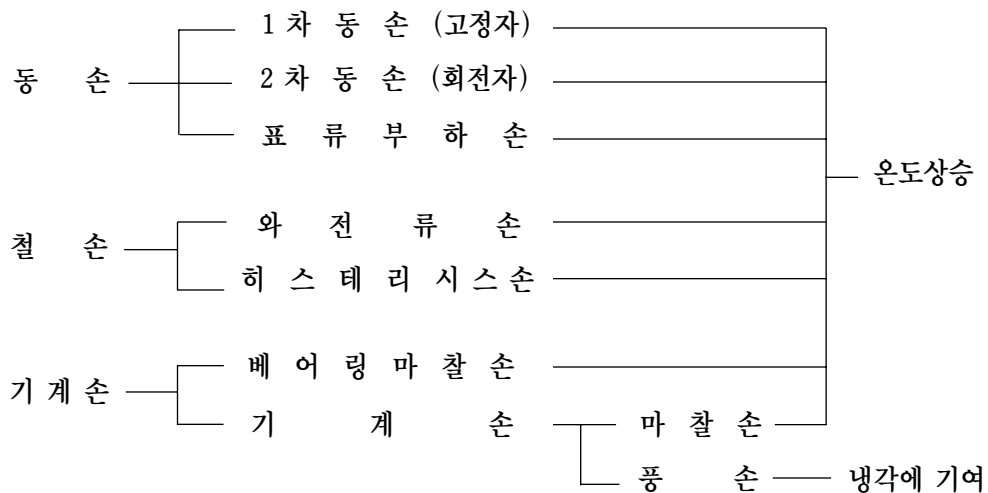 1 차 동 손 (고정자)
동 손
2 차 동 손 (회전자)
표 류 부 하 손
온도상승
와 전 류 손
철 손
히 스 테 리 시 스 손
베 어 링 마 찰 손
기 계 손
기 계 손
마 찰 손
풍 손
냉각에 기여